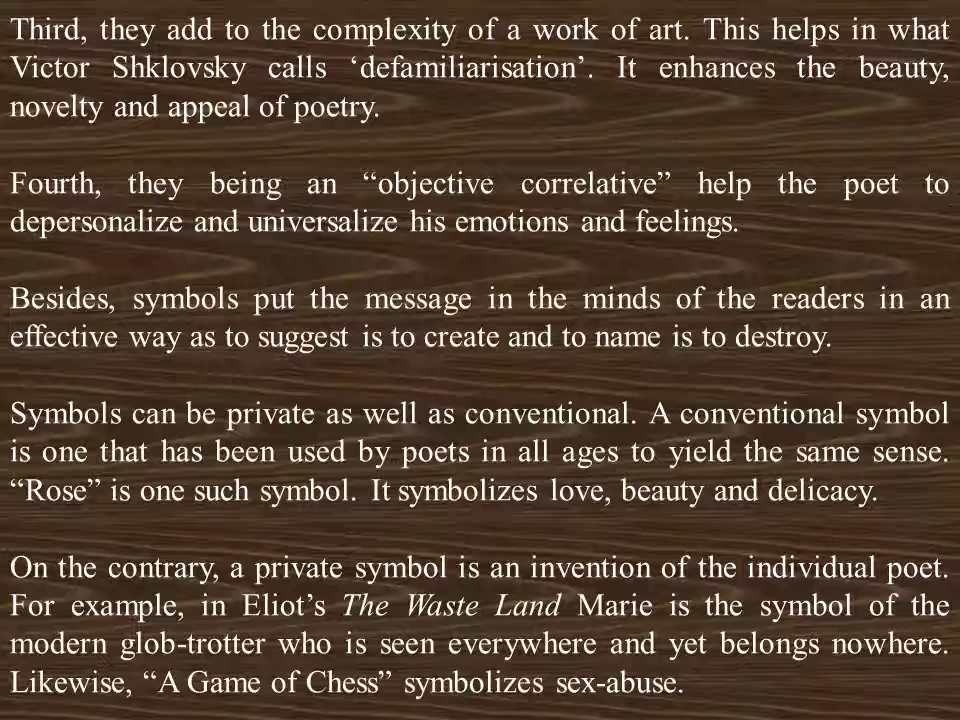 Third, they add to the complexity of a work of art. This helps in what
Victor Shklovsky calls ‘defamiliarisation’. It enhances the beauty,
novelty and appeal of poetry.
Fourth, they being an “objective correlative” help the poet to
depersonalize and universalize his emotions and feelings.
Besides, symbols put the message in the minds of the readers in an
effective way as to suggest is to create and to name is to destroy.
Symbols can be private as well as conventional. A conventional symbol
is one that has been used by poets in all ages to yield the same sense.
“Rose” is one such symbol. It symbolizes love, beauty and delicacy.
On the contrary, a private symbol is an invention of the individual poet.
For example, in Eliot’s The Waste Land Marie is the symbol of the
modern glob-trotter who is seen everywhere and yet belongs nowhere.
Likewise, “A Game of Chess” symbolizes sex-abuse.